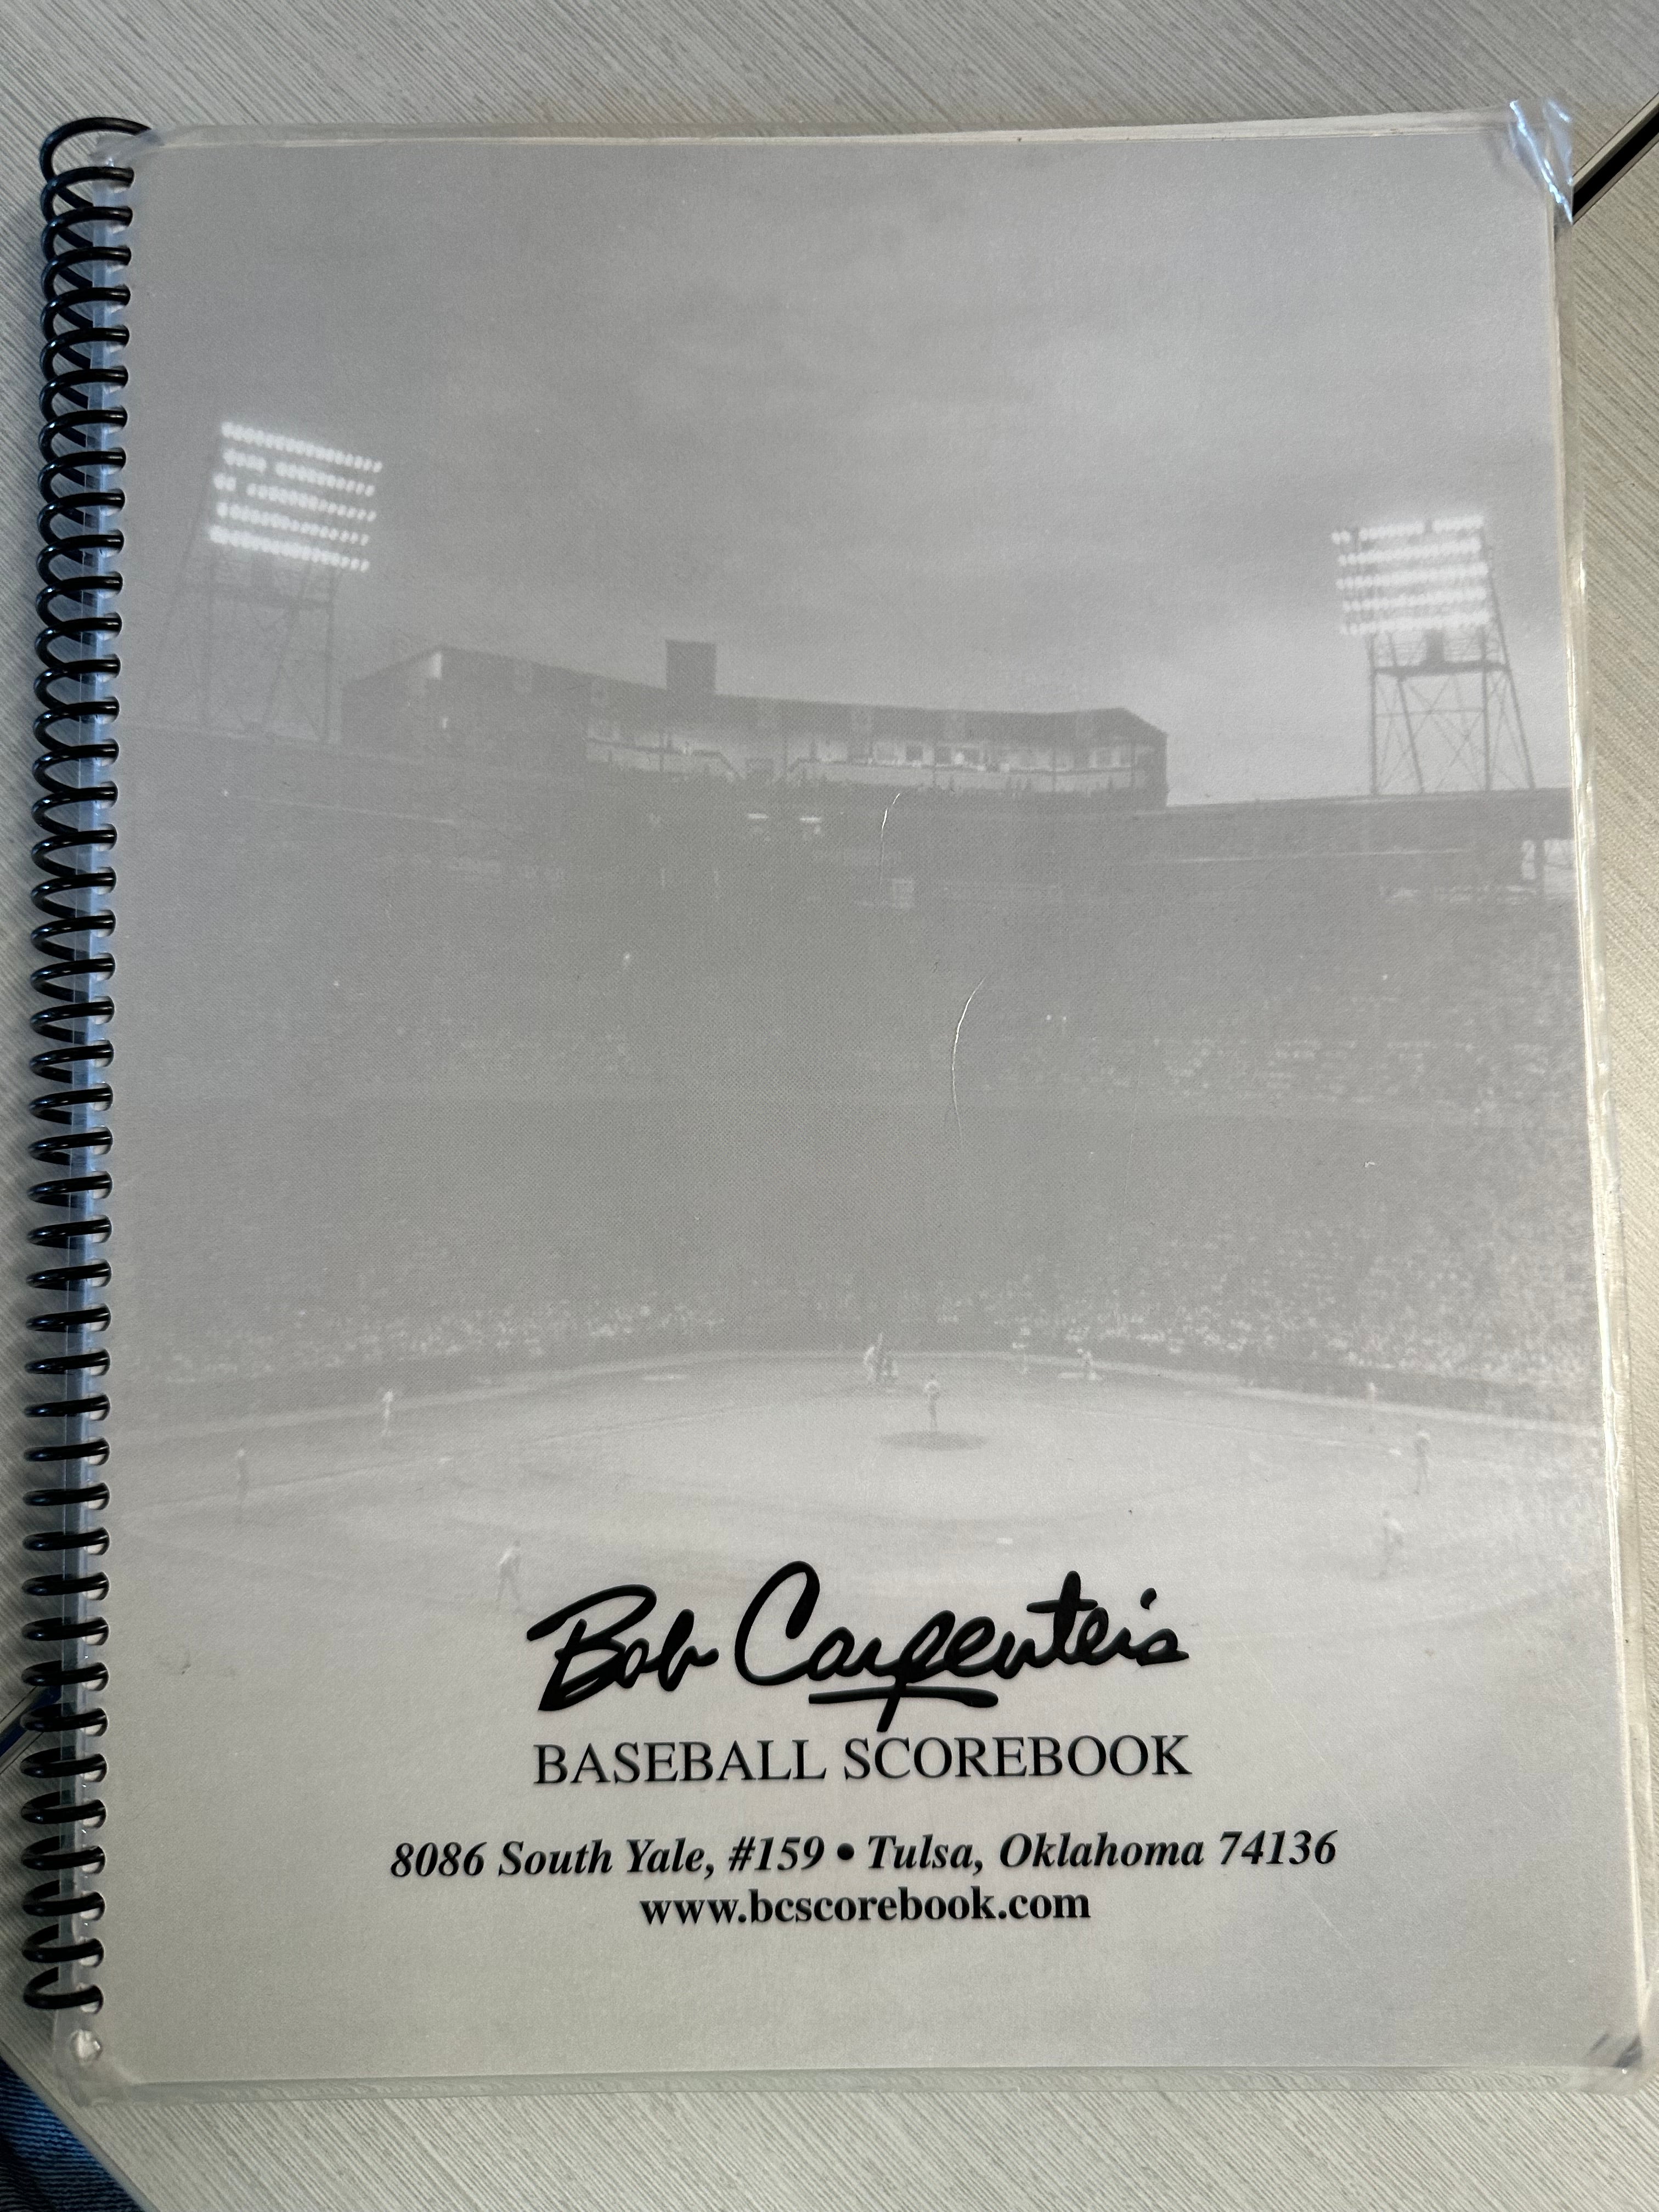 Bob Carpenter's
BASEBALL SCOREBOOK
8086 South Yale, #159 • Tulsa, Oklahoma 74136
www.bcscorebook.com